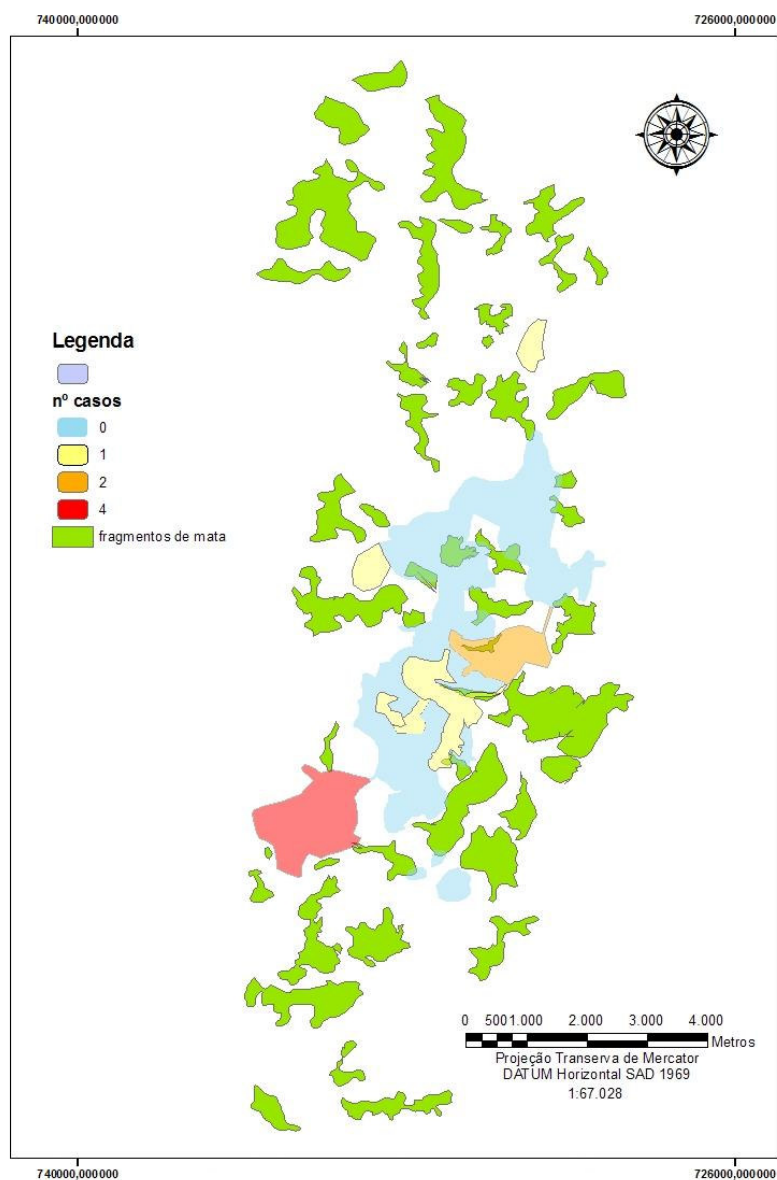 740000,000000 726000,000000
Legenda
nº casos
0
1
2
4
fragmentos de mata
0 5001.000 2.000 3.000 4.000
Metros
Projeção Transerva de Mercator
DATUM Horizontal SAD 1969
1:67.028
740000,000000 726000,000000